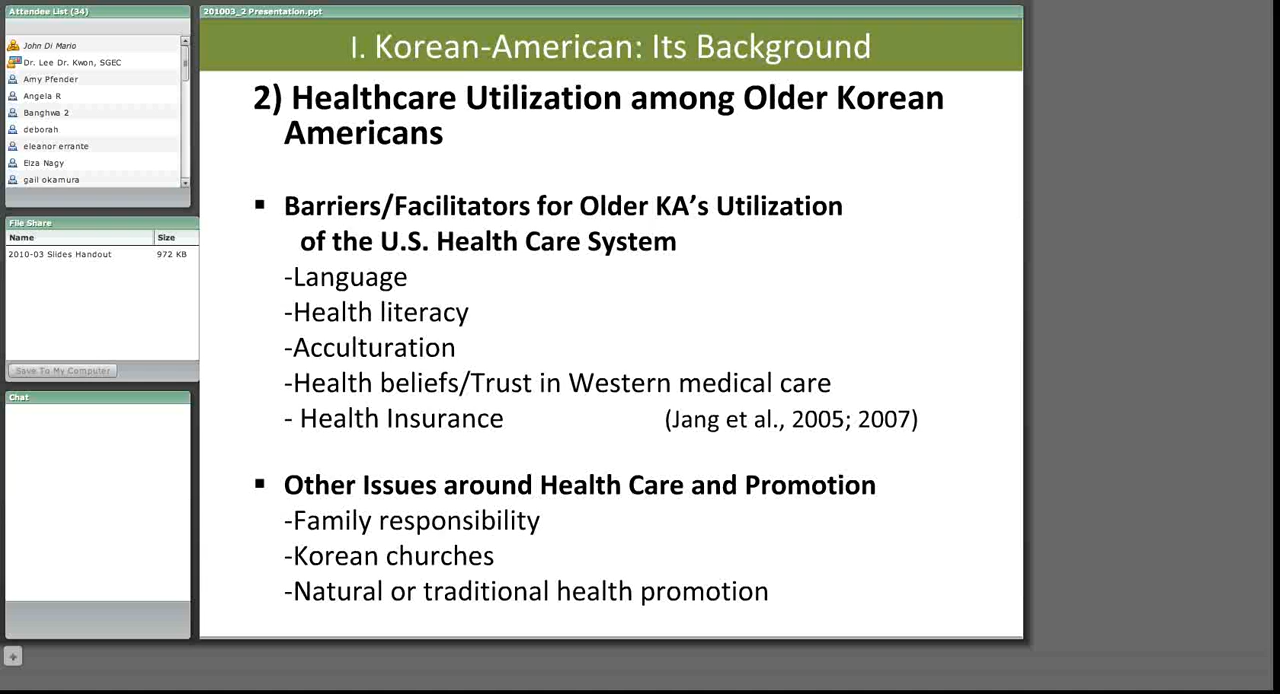 Attendee List (34)
John Di Mario
Dr. Lee Dr. Kwon, SGEC
Amy Pfender
Angela R
Banghwa 2
deborah
eleanor errante
Elza Nagy
gail okamura
File Share
Name Size
2010-03 Slides Handout 972 KB
Save To My Computer
Chat
201003_2 Presentation.ppt
I. Korean-American: Its Background
2) Healthcare Utilization among Older Korean
Americans
▪ Barriers/Facilitators for Older KA’s Utilization
of the U.S. Health Care System
-Language
-Health literacy
-Acculturation
-Health beliefs/Trust in Western medical care
- Health Insurance (Jang et al., 2005; 2007)
▪ Other Issues around Health Care and Promotion
-Family responsibility
-Korean churches
-Natural or traditional health promotion